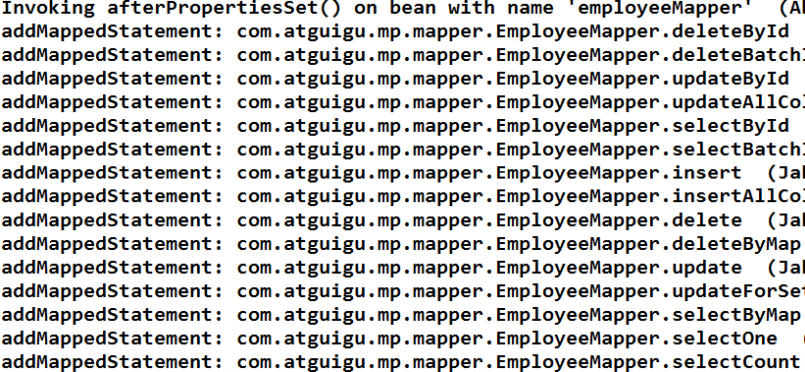 Invoking afterPropertiesSet() on bean with name 'employeeMapper' (Ab
addMappedStatement: com.atguigu.mp.mapper.EmployeeMapper.deleteById
addMappedStatement: com.atguigu.mp.mapper.EmployeeMapper.deleteBatchI
addMappedStatement: com.atguigu.mp.mapper.EmployeeMapper.updateById
addMappedStatement: com.atguigu.mp.mapper.EmployeeMapper.updateAllCol
addMappedStatement: com.atguigu.mp.mapper.EmployeeMapper.selectById
addMappedStatement: com.atguigu.mp.mapper.EmployeeMapper.selectBatchI
addMappedStatement: com.atguigu.mp.mapper.EmployeeMapper.insert (Jak
addMappedStatement: com.atguigu.mp.mapper.EmployeeMapper.insertAllCol
addMappedStatement: com.atguigu.mp.mapper.EmployeeMapper.delete (Jak
addMappedStatement: com.atguigu.mp.mapper.EmployeeMapper.deleteByMap
addMappedStatement: com.atguigu.mp.mapper.EmployeeMapper.update (Jak
addMappedStatement: com.atguigu.mp.mapper.EmployeeMapper.updateForSet
addMappedStatement: com.atguigu.mp.mapper.EmployeeMapper.selectByMap
addMappedStatement: com.atguigu.mp.mapper.EmployeeMapper.selectOne (
addMappedStatement: com.atguigu.mp.mapper.EmployeeMapper.selectCount